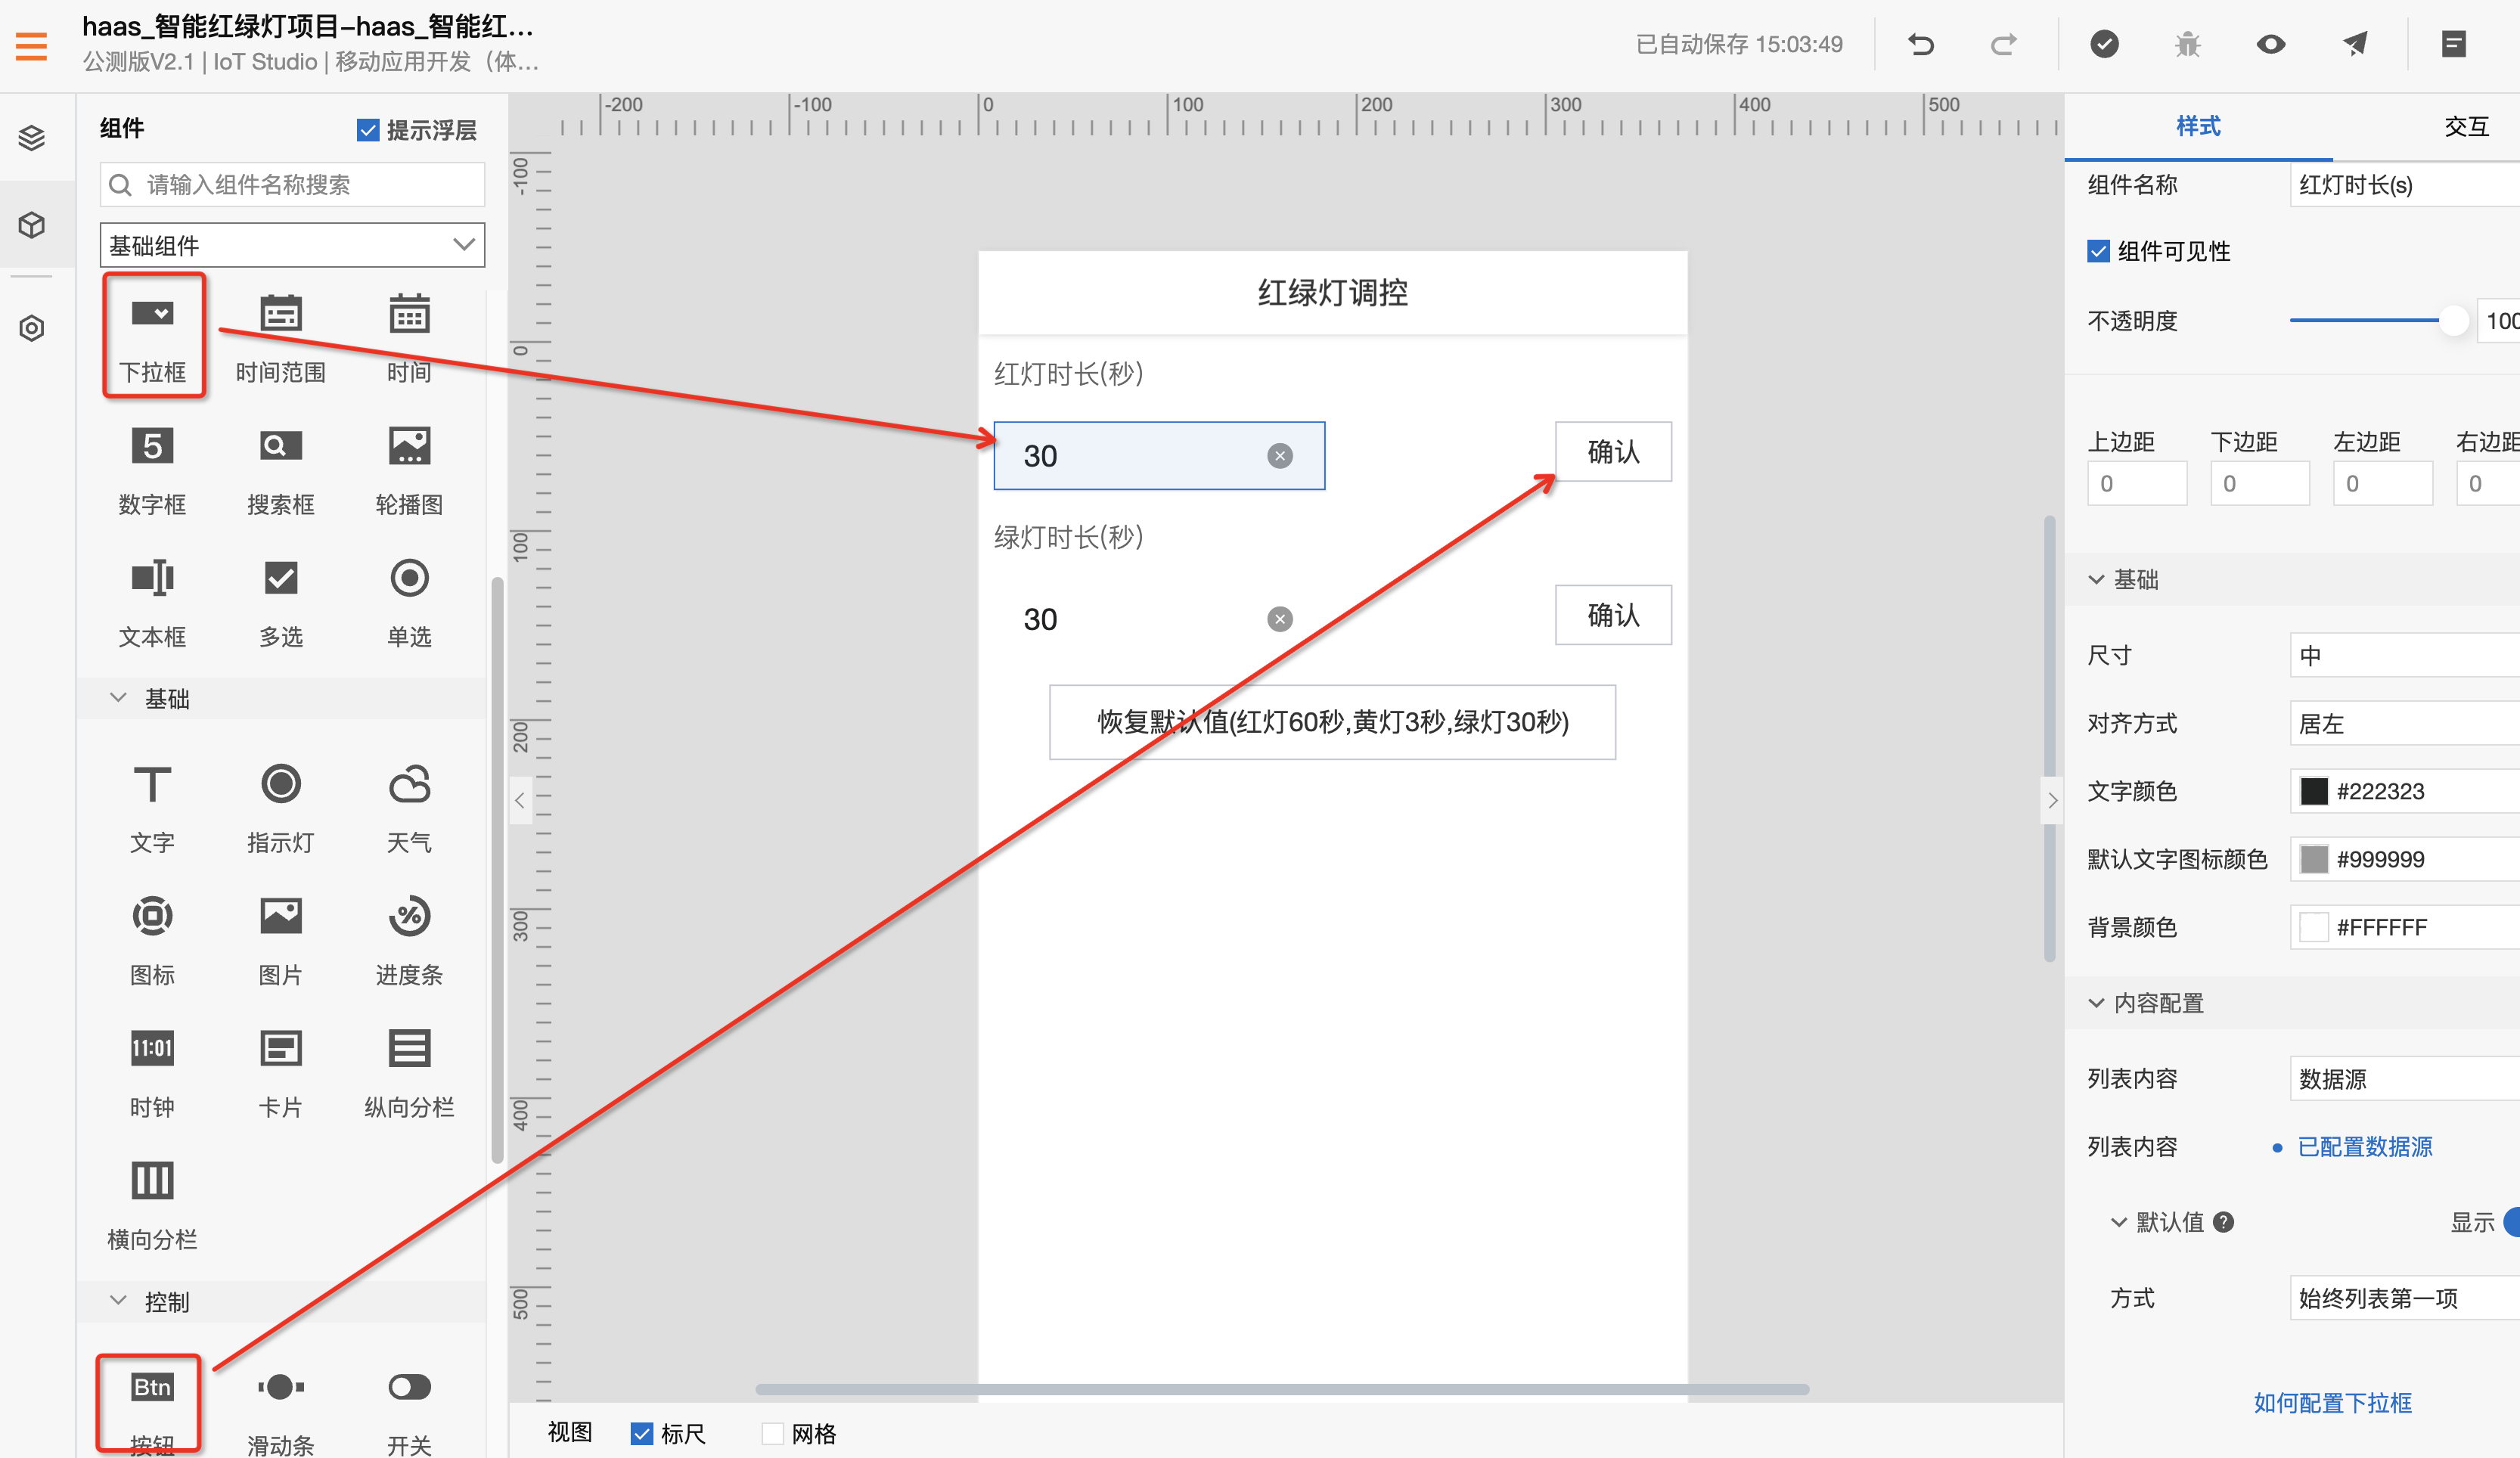 haas_智能红绿灯项目-haas_智能红...
公测版V2.1 | IoT Studio | 移动应用开发（体...
已自动保存 15:03:49
组件
提示浮层
请输入组件名称搜索
基础组件
下拉框 时间范围 时间
5
数字框 搜索框 轮播图
文本框 多选 单选
基础
文字 指示灯 天气
%
图标 图片 进度条
11:01
时钟 卡片 纵向分栏
横向分栏
控制
Btn
按钮 滑动条 开关
-200 -100 0 100 200 300 400 500
-100
0
100
200
300
400
500
红绿灯调控
红灯时长(秒)
30 确认
绿灯时长(秒)
30 确认
恢复默认值(红灯60秒,黄灯3秒,绿灯30秒)
视图 标尺 网格
样式 交互
组件名称 红灯时长(s)
组件可见性
不透明度 100
上边距 下边距 左边距 右边距
0 0 0 0
基础
尺寸 中
对齐方式 居左
文字颜色 #222323
默认文字图标颜色 #999999
背景颜色 #FFFFFF
内容配置
列表内容 数据源
列表内容 已配置数据源
默认值 ? 显示
方式 始终列表第一项
如何配置下拉框